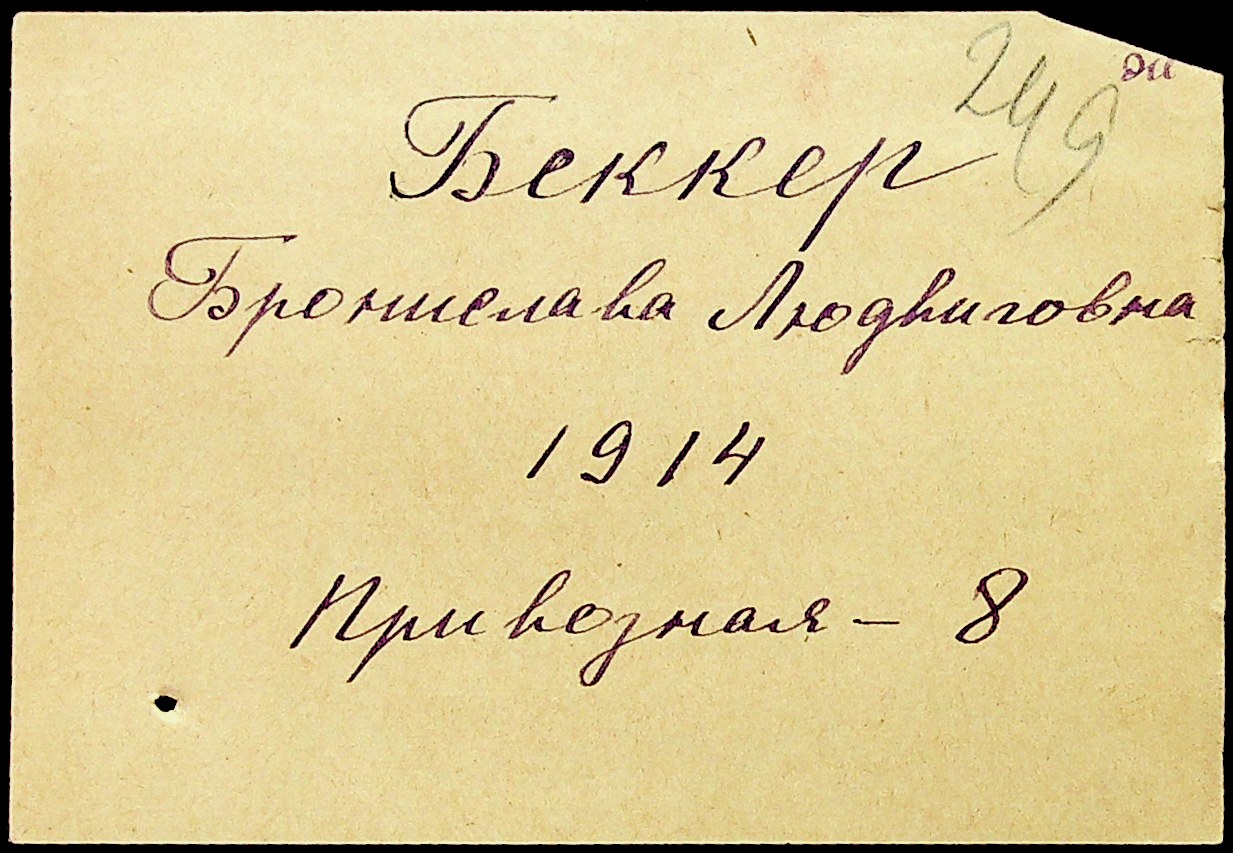 249
Беккер
Бронислава Людвиговна
1914
Привозная - 8